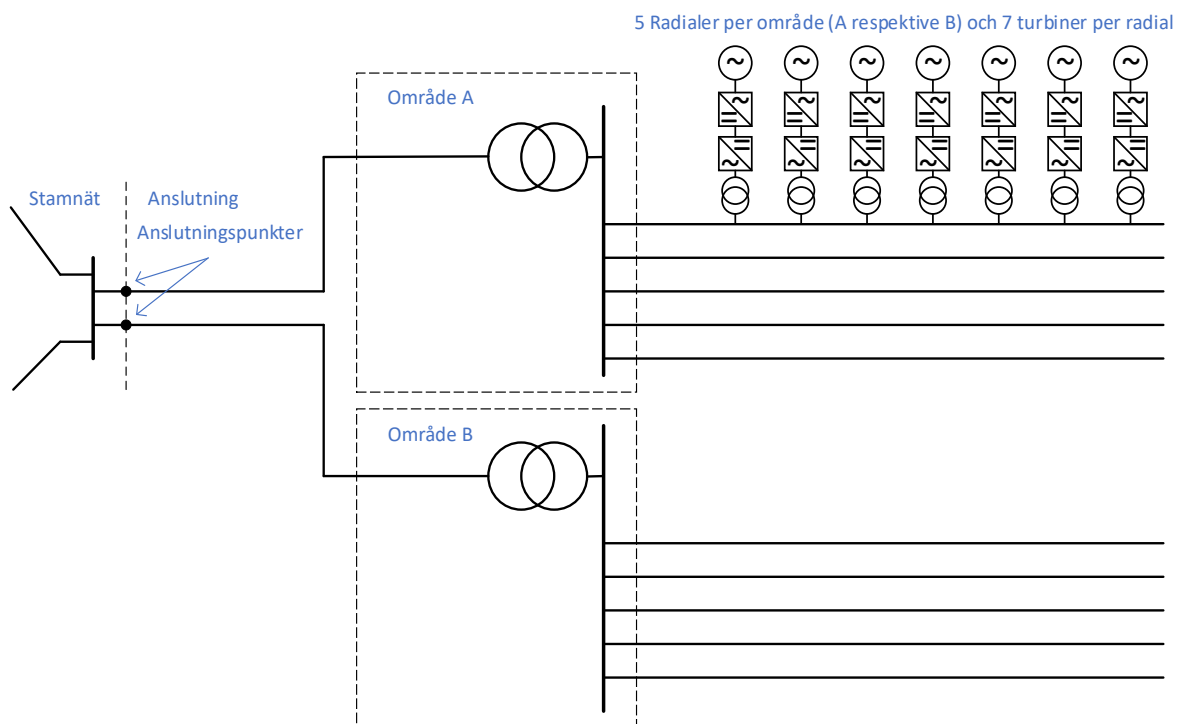 5 Radialer per område (A respektive B) och 7 turbiner per radial
Område A
Stamnät
Anslutning
Anslutningspunkter
Område B